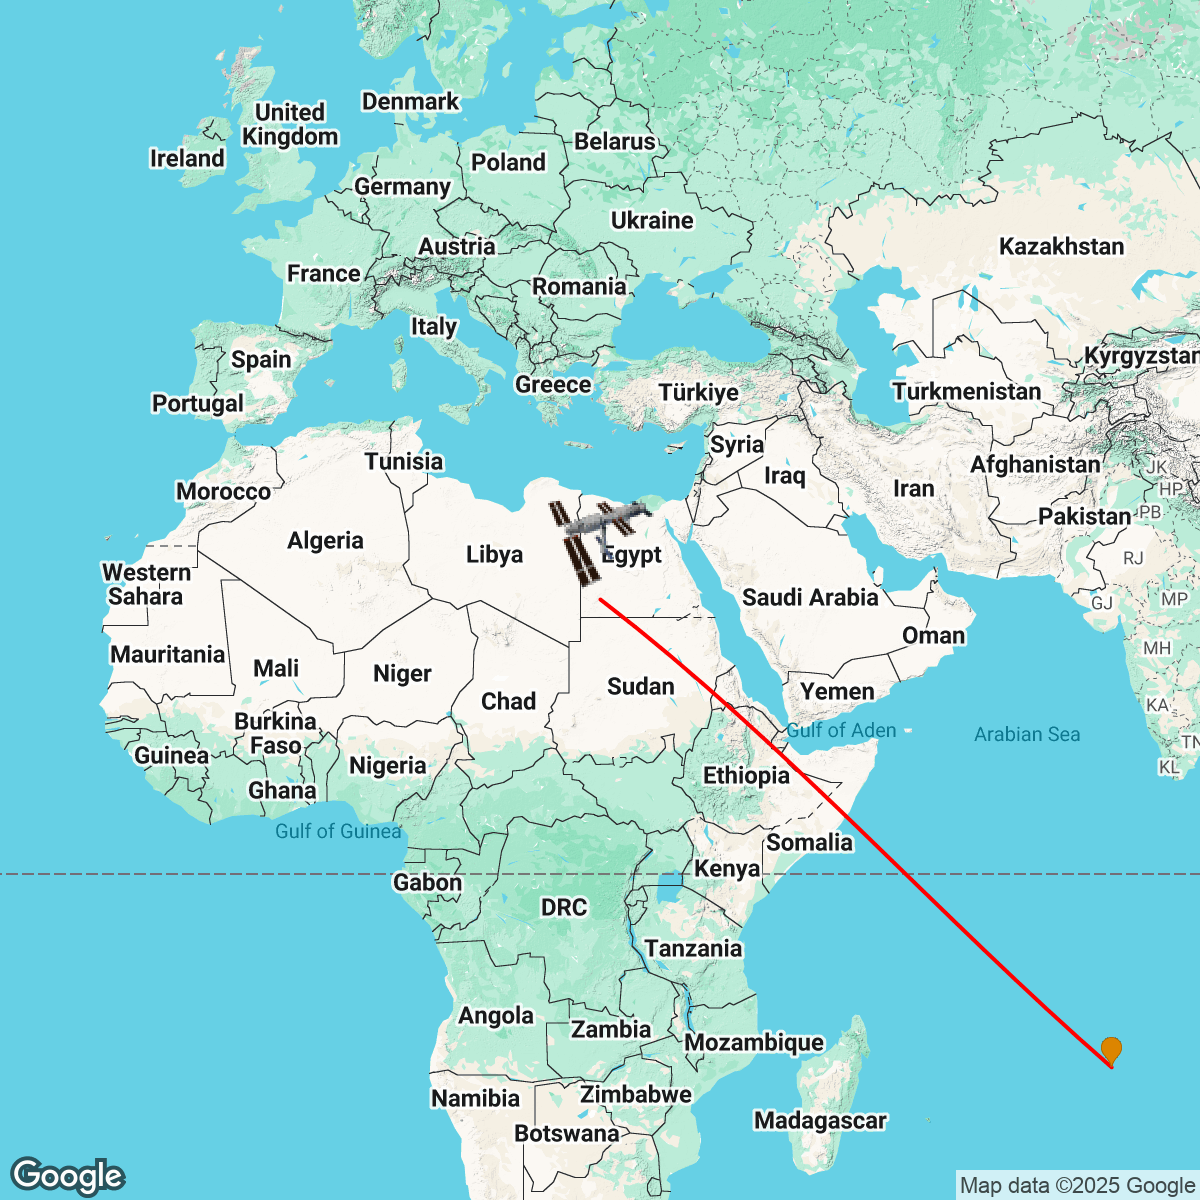 Denmark
United
Kingdom
Ireland
Belarus
Poland
Germany
Ukraine
Austria
Kazakhstan
France
Romania
Italy
Kyrgyzstan
Spain
Greece
Türkiye
Turkmenistan
Portugal
Syria
Tunisia
Afghanistan
JK
Iraq
Iran
HP
Morocco
PB
Pakistan
Algeria
Libya
Egypt
RJ
Western
Sahara
Saudi Arabia
GJ
MP
Oman
Mauritania
MH
Mali
Niger
Sudan
Yemen
Chad
KA
Burkina
Faso
Gulf of Aden
Arabian Sea
TN
Guinea
Nigeria
KL
Ethiopia
Ghana
Gulf of Guinea
Somalia
Kenya
Gabon
DRC
Tanzania
Angola
Zambia
Mozambique
Namibia
Zimbabwe
Madagascar
Botswana
Google
Map data ©2025 Google